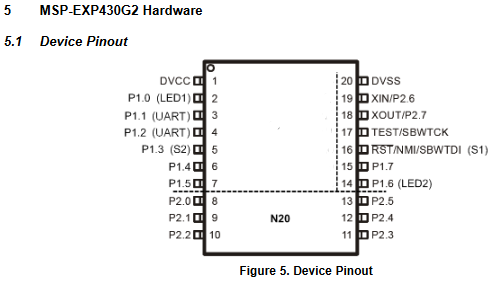 5 MSP-EXP430G2 Hardware
5.1 Device Pinout
DVCC 1 20 DVSS
P1.0 (LED1) 2 19 XIN/P2.6
P1.1 (UART) 3 18 XOUT/P2.7
P1.2 (UART) 4 17 TEST/SBWTCK
P1.3 (S2) 5 16 RST/NMI/SBWTDI (S1)
P1.4 6 15 P1.7
P1.5 7 14 P1.6 (LED2)
P2.0 8 13 P2.5
P2.1 9 N20 12 P2.4
P2.2 10 11 P2.3
Figure 5. Device Pinout